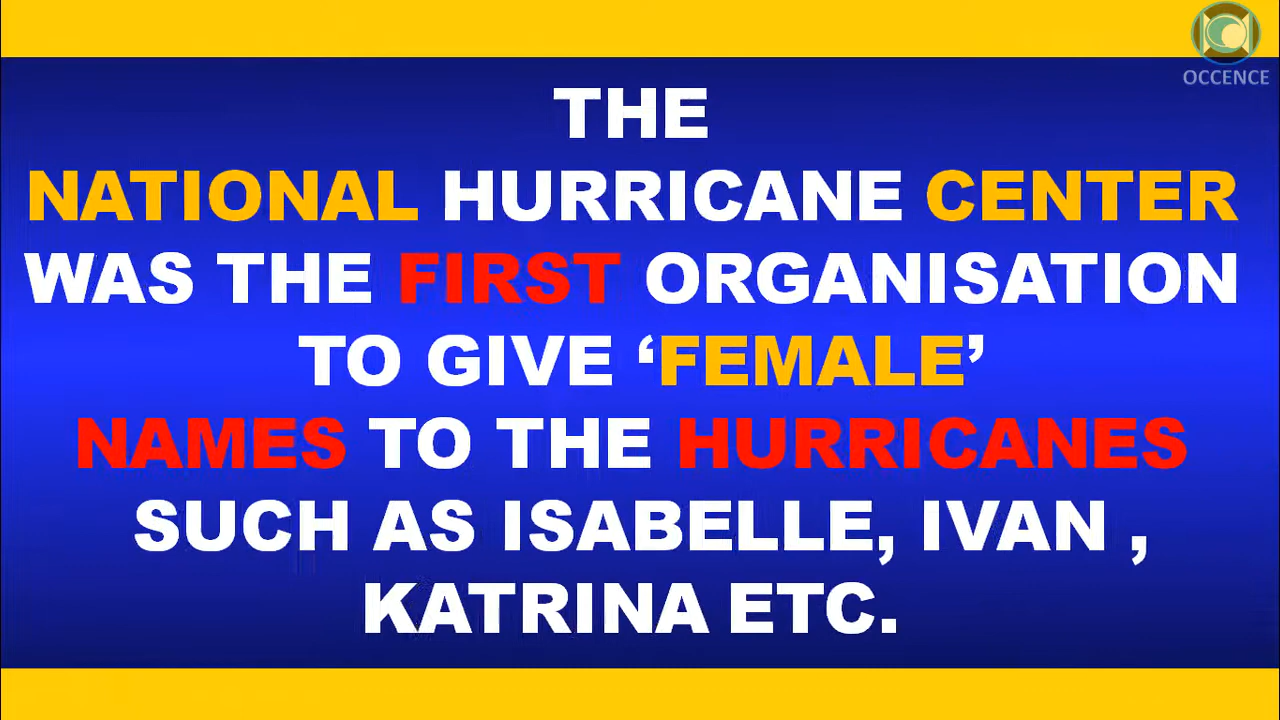 OCCENCE
THE
NATIONAL HURRICANE CENTER
WAS THE FIRST ORGANISATION
TO GIVE ‘FEMALE’
NAMES TO THE HURRICANES
SUCH AS ISABELLE, IVAN ,
KATRINA ETC.